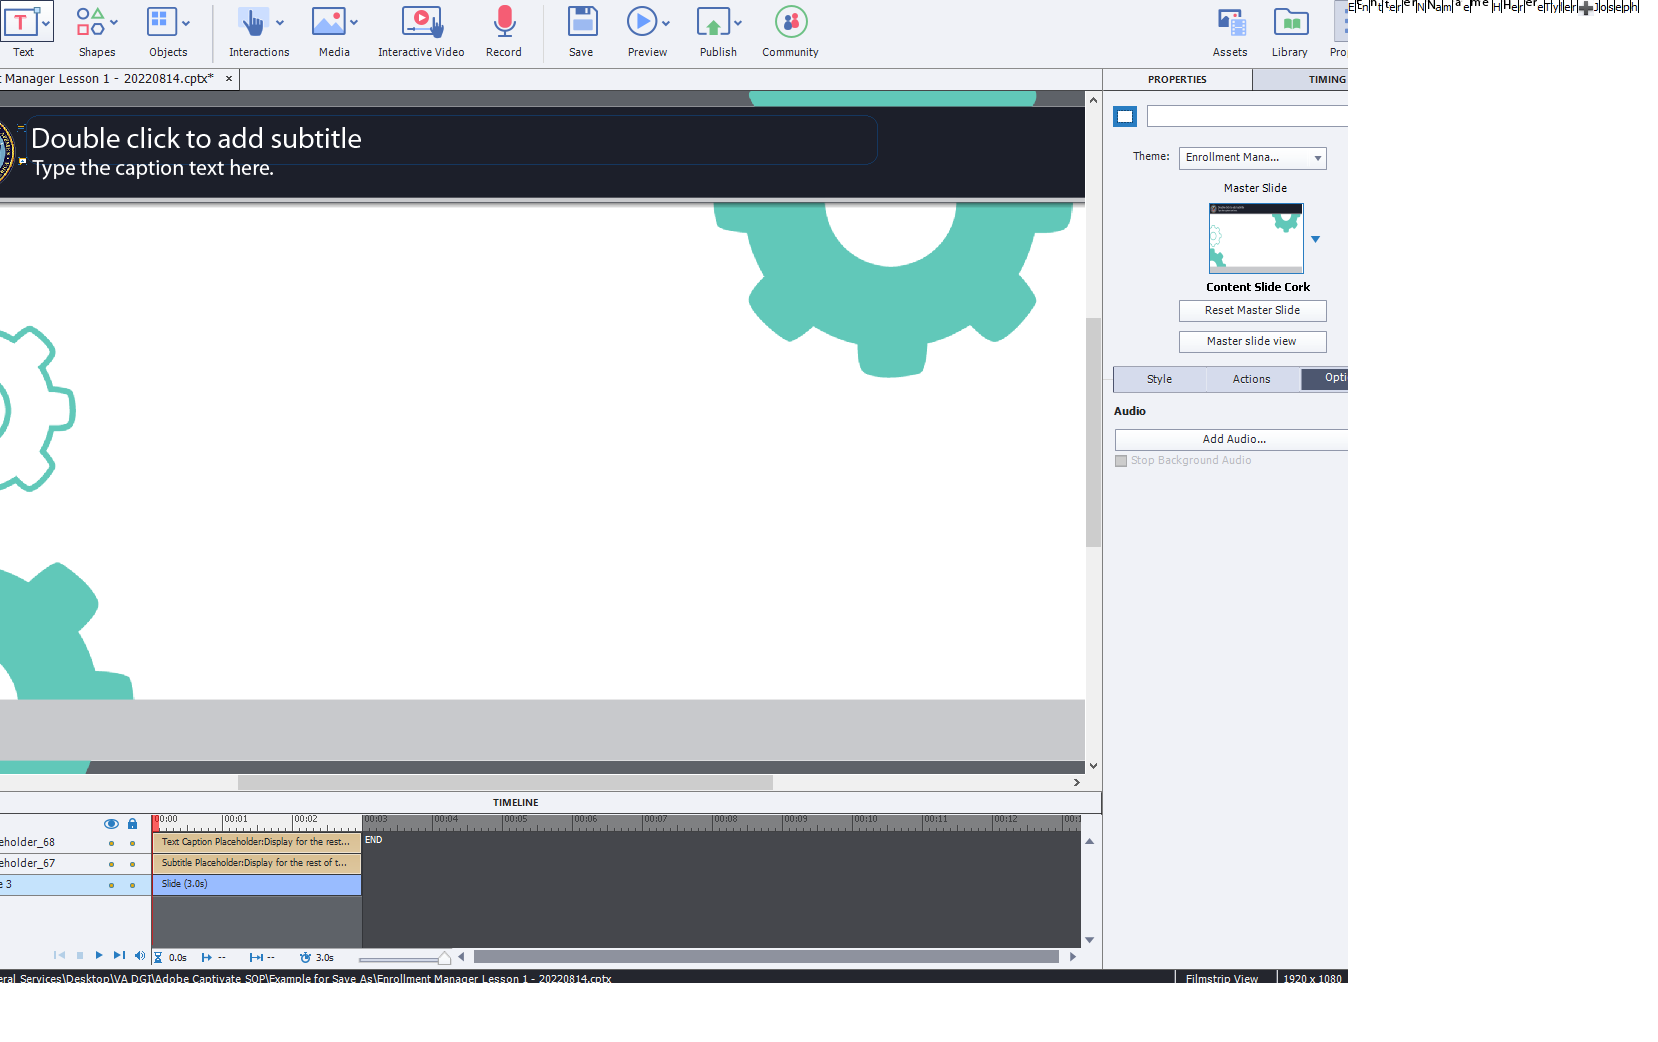 Text
Shapes
Objects
Interactions
Media
Interactive Video
Record
Save
Preview
Publish
Community
Assets
Library
Pro
t Manager Lesson 1 - 20220814.cptx* ×
PROPERTIES
TIMING
Double click to add subtitle
Type the caption text here.
Theme: Enrollment Mana...
Master Slide
Content Slide Cork
Reset Master Slide
Master slide view
Style
Actions
Opti
Audio
Add Audio...
Stop Background Audio
TIMELINE
00:00 00:01 00:02 00:03 00:04 00:05 00:06 00:07 00:08 00:09 00:10 00:11 00:12 00:1
eholder_68
Text Caption Placeholder:Display for the rest...
END
eholder_67
Subtitle Placeholder:Display for the rest of t...
e 3
Slide (3.0s)
0.0s -- -- 3.0s
eral Services\Desktop\VA DGI\Adobe Captivate SOP\Example for Save As\Enrollment Manager Lesson 1 - 20220814.cptx
Filmstrip View
1920 x 1080